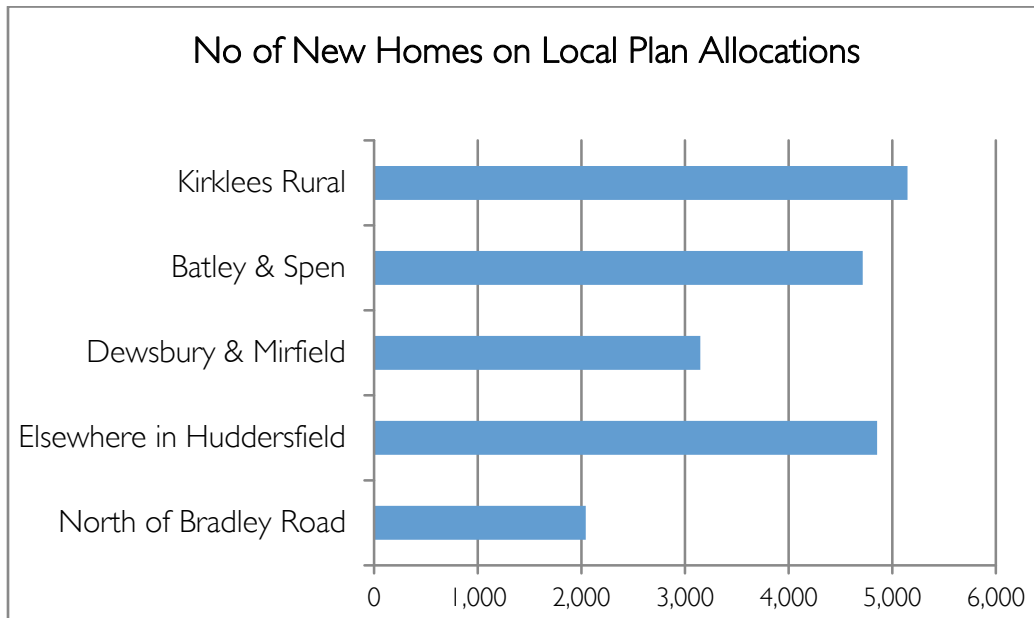 No of New Homes on Local Plan Allocations
Kirklees Rural
Batley & Spen
Dewsbury & Mirfield
Elsewhere in Huddersfield
North of Bradley Road
0 1,000 2,000 3,000 4,000 5,000 6,000